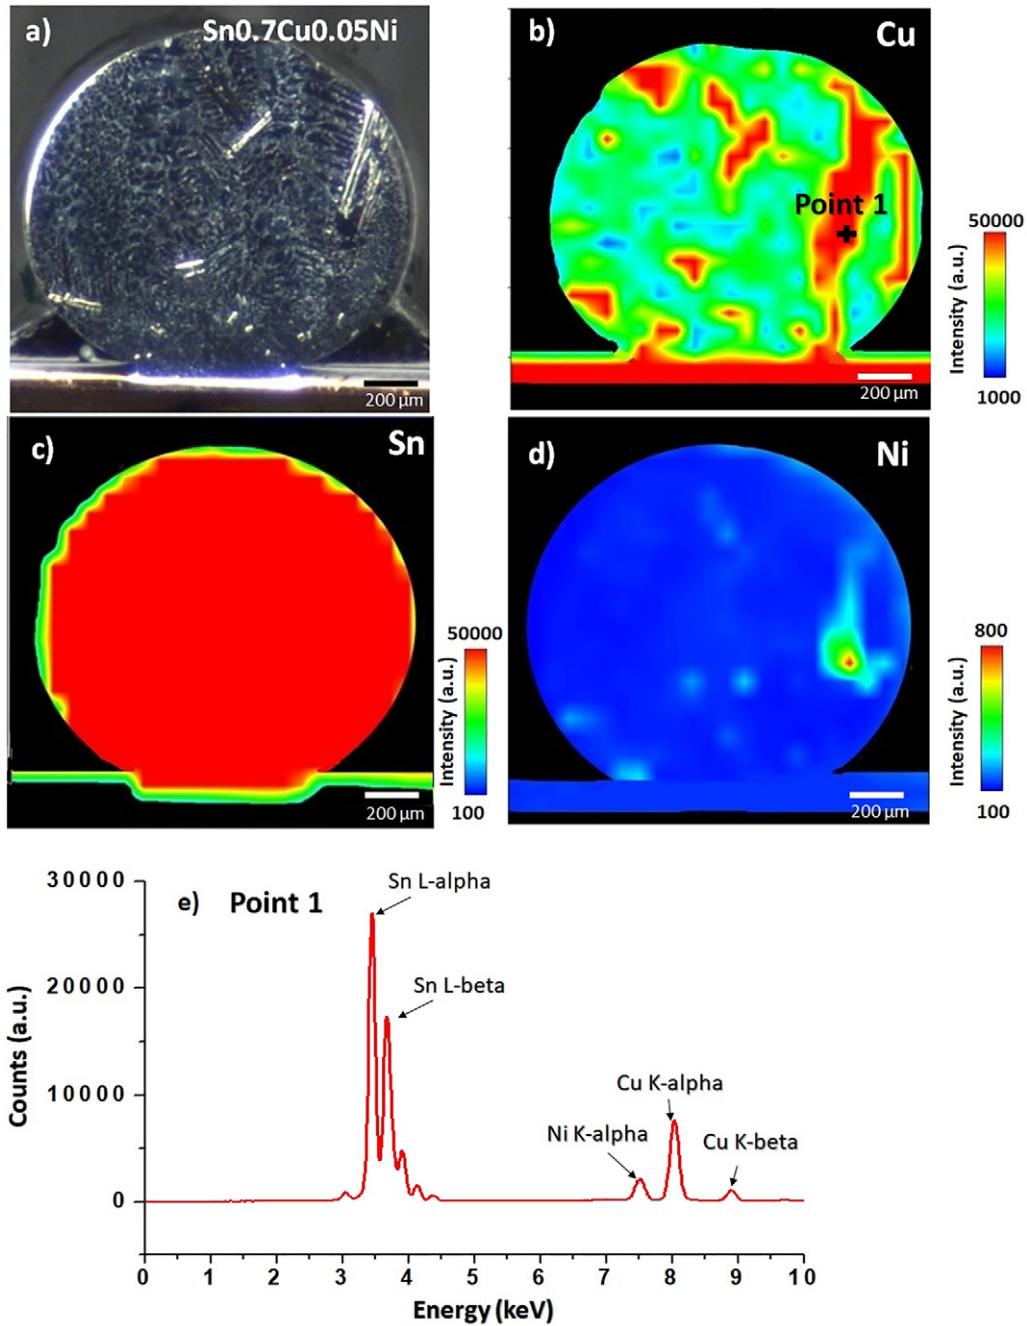 a)
Sn0.7Cu0.05Ni
200 µm
b)
Cu
Point 1
200 µm
50000
Intensity (a.u.)
1000
c)
Sn
200 µm
50000
Intensity (a.u.)
100
d)
Ni
200 µm
800
Intensity (a.u.)
100
e) Point 1
Sn L-alpha
Sn L-beta
Cu K-alpha
Ni K-alpha
Cu K-beta
30000
20000
10000
0
Counts (a.u.)
0 1 2 3 4 5 6 7 8 9 10
Energy (keV)